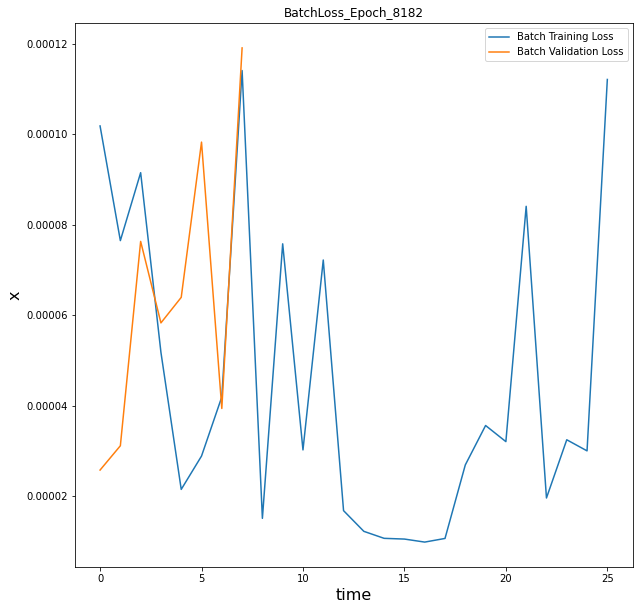 BatchLoss_Epoch_8182
Batch Training Loss
Batch Validation Loss
0.00012
0.00010
0.00008
0.00006
0.00004
0.00002
x
0 5 10 15 20 25
time